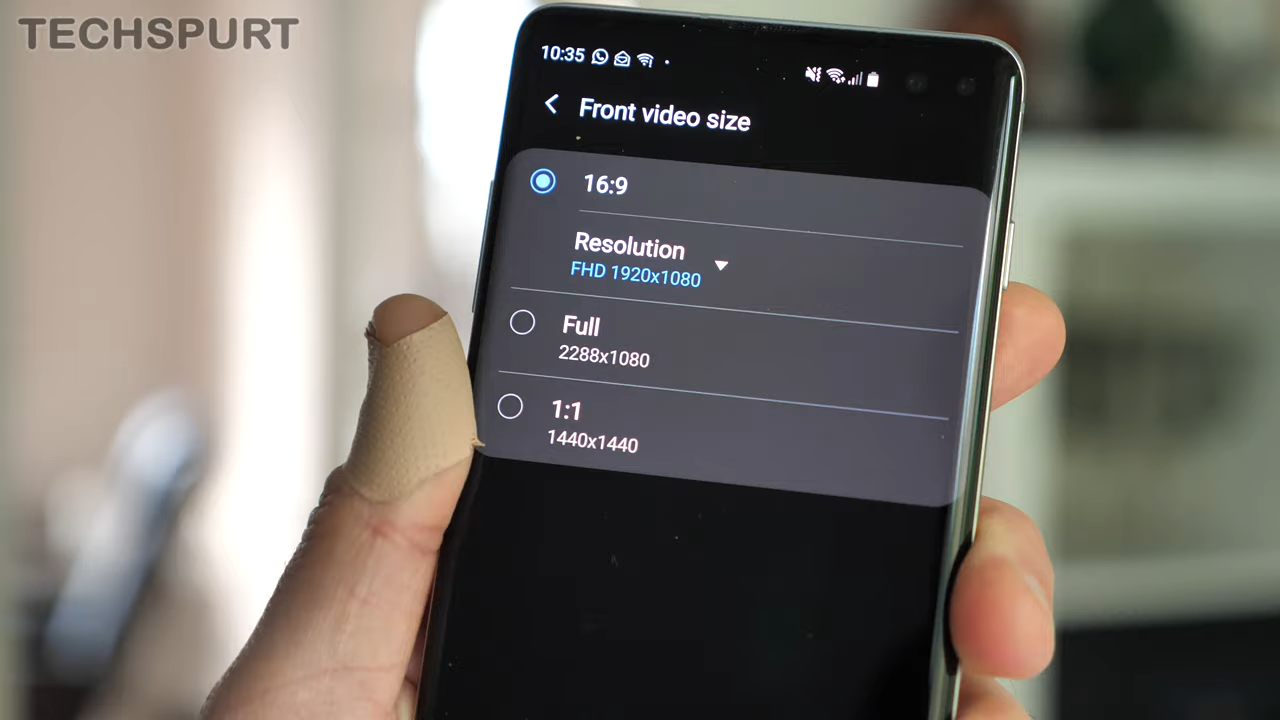 TECHSPURT
10:35
Front video size
16:9
Resolution
FHD 1920x1080
Full
2288x1080
1:1
1440x1440